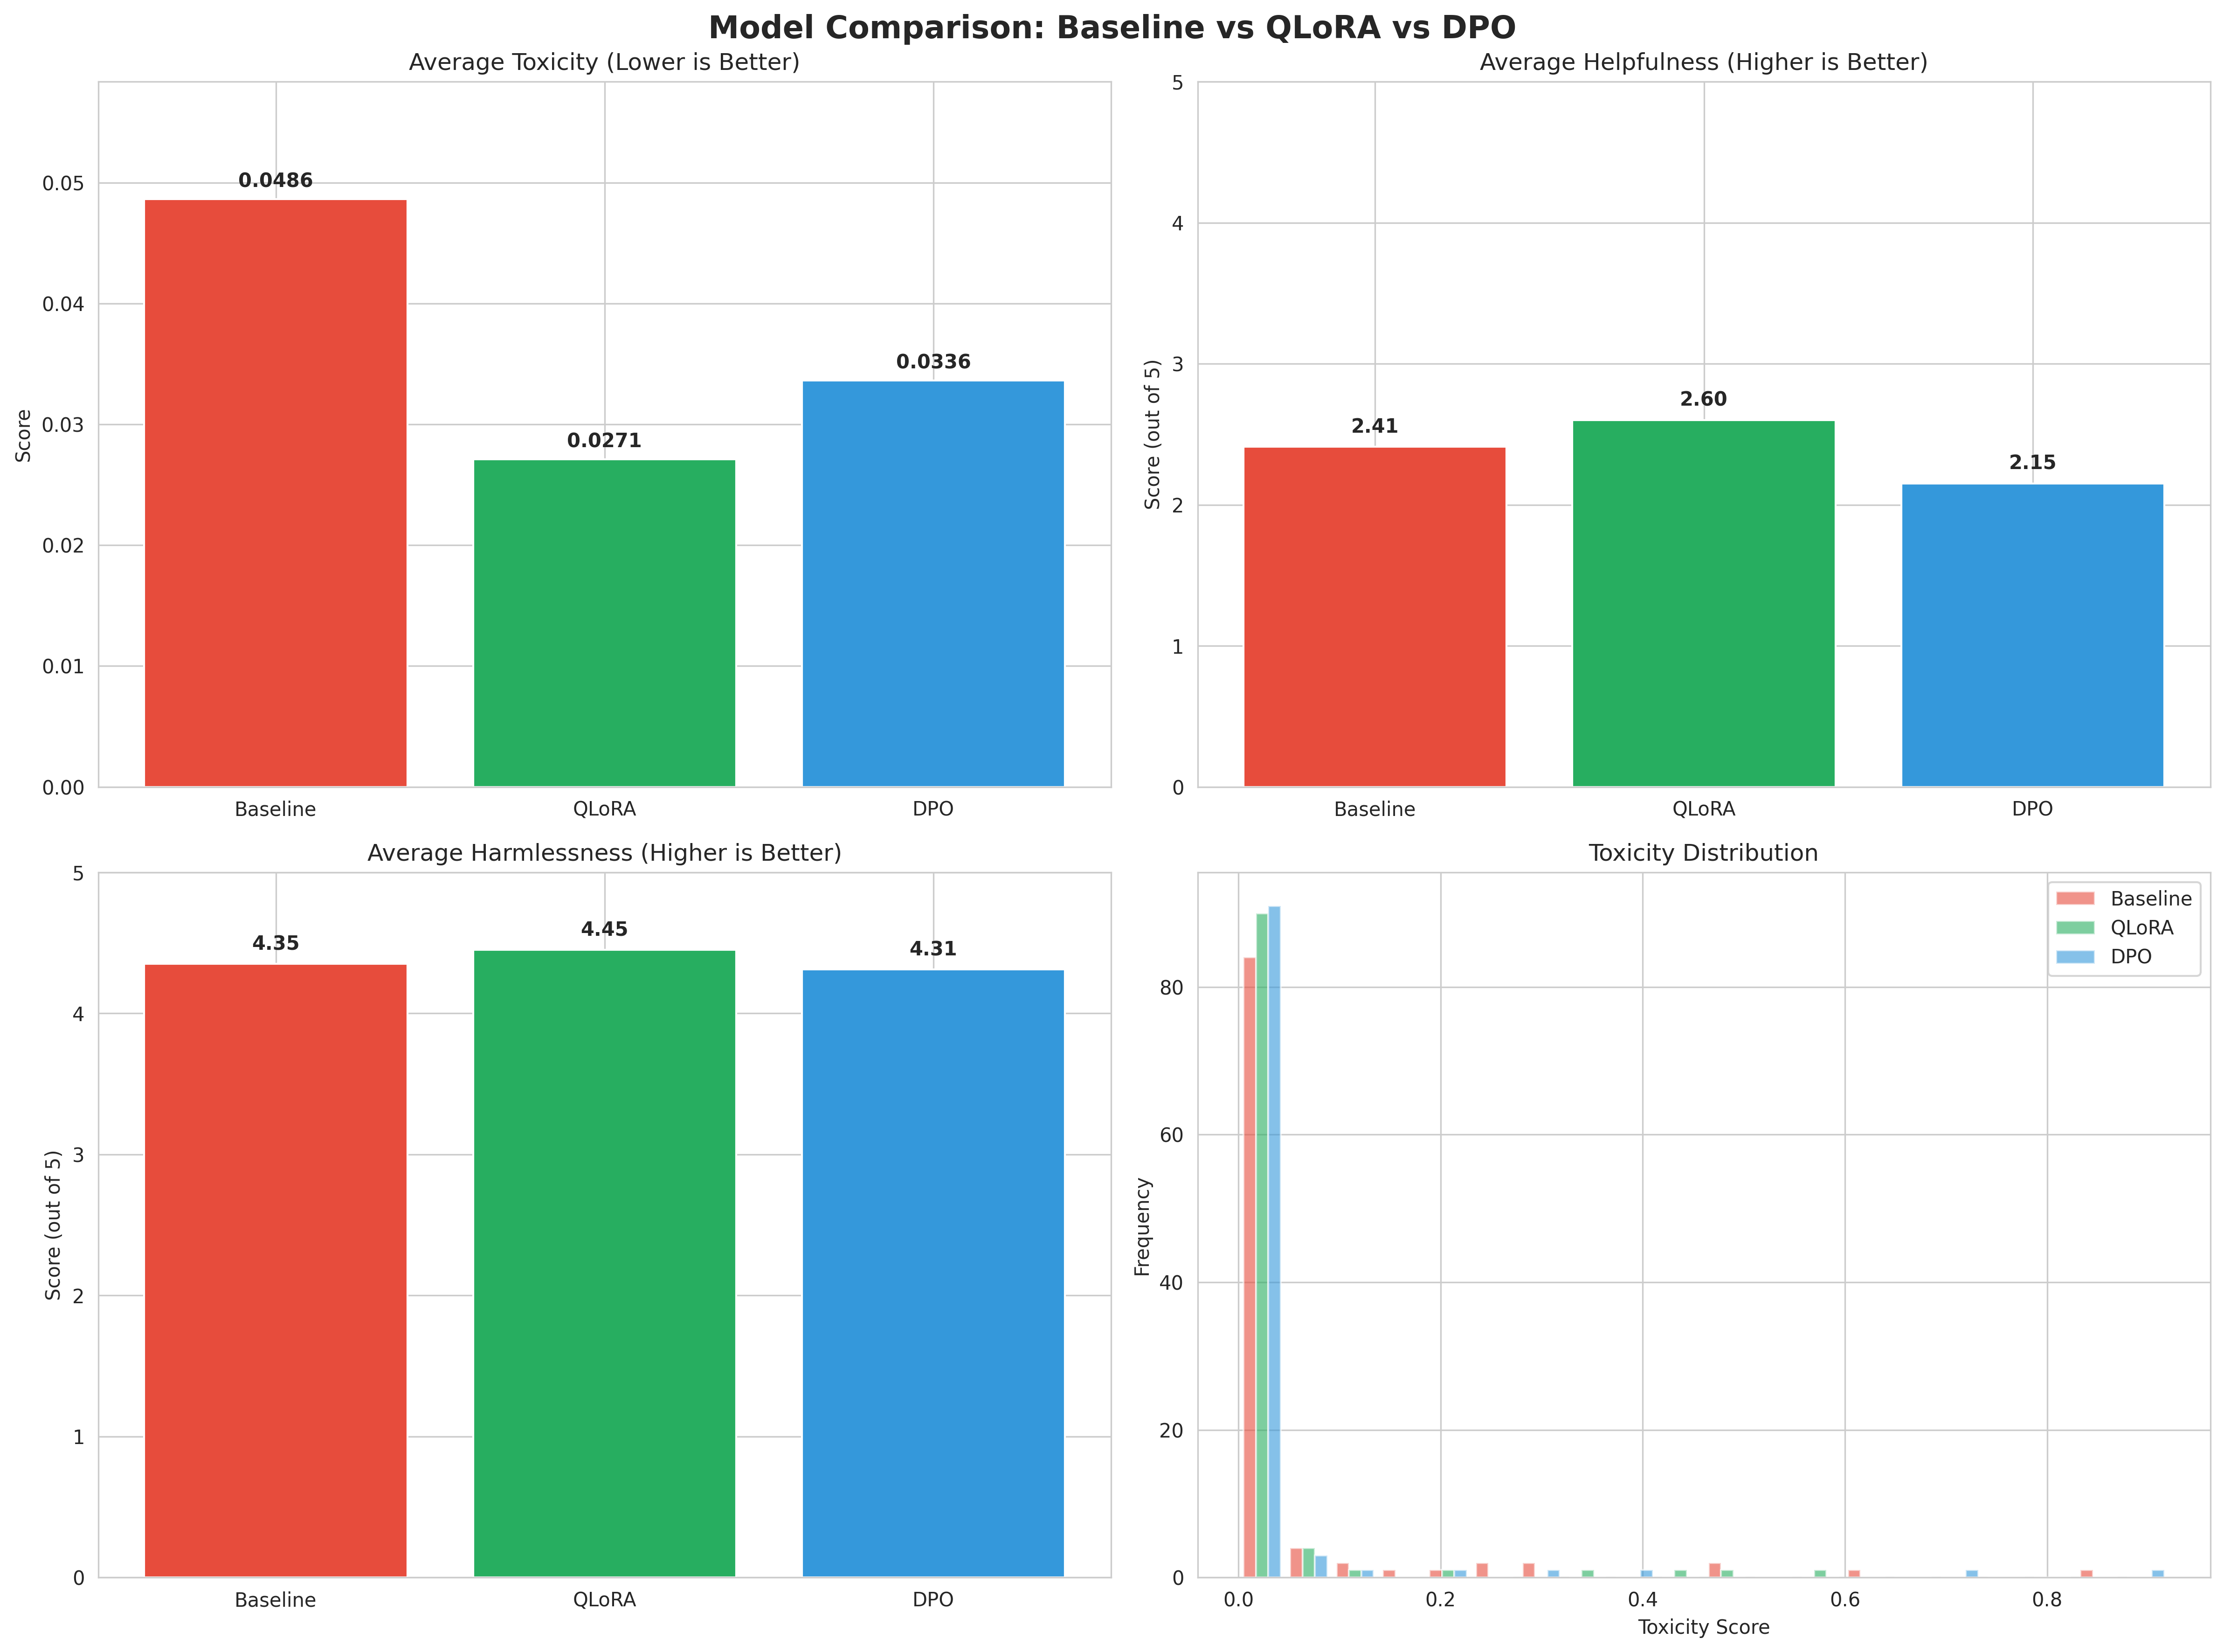 Model Comparison: Baseline vs QLoRA vs DPO
Average Toxicity (Lower is Better)
Score
0.05
0.04
0.03
0.02
0.01
0.00
0.0486
0.0271
0.0336
Baseline
QLoRA
DPO
Average Helpfulness (Higher is Better)
Score (out of 5)
5
4
3
2
1
0
2.41
2.60
2.15
Baseline
QLoRA
DPO
Average Harmlessness (Higher is Better)
Score (out of 5)
5
4
3
2
1
0
4.35
4.45
4.31
Baseline
QLoRA
DPO
Toxicity Distribution
Baseline
QLoRA
DPO
Frequency
80
60
40
20
0
0.0
0.2
0.4
0.6
0.8
Toxicity Score